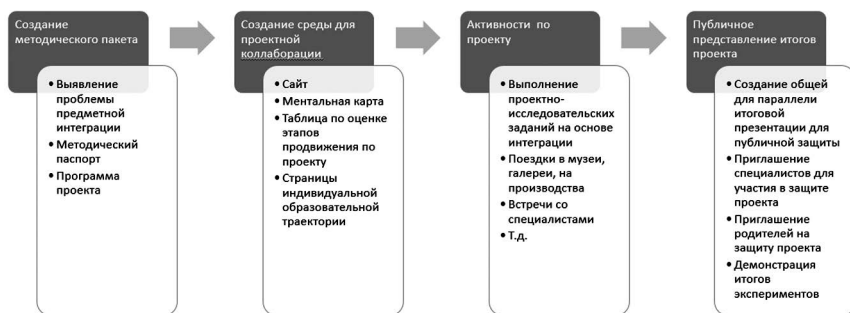 Создание
методического пакета
• Выявление
проблемы
предметной
интеграции
• Методический
паспорт
• Программа
проекта
Создание среды для
проектной
коллаборации
• Сайт
• Ментальная карта
• Таблица по оценке
этапов
продвижения по
проекту
• Страницы
индивидуальной
образовательной
траектории
Активности по
проекту
• Выполнение
проектно-
исследовательских
заданий на основе
интеграции
• Поездки в музеи,
галереи, на
производства
• Встречи со
специалистами
• Т.д.
Публичное
представление итогов
проекта
• Создание общей
для параллели
итоговой
презентации для
публичной защиты
• Приглашение
специалистов для
участия в защите
проекта
• Приглашение
родителей на
защиту проекта
• Демонстрация
итогов
экспериментов